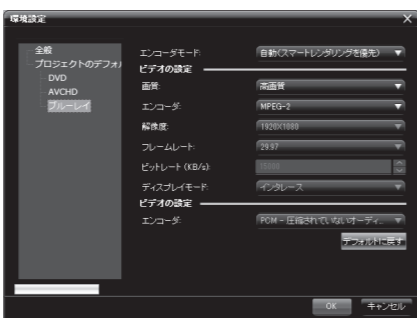 環境設定
全般
プロジェクトのデフォ
DVD
AVCHD
ブルーレイ
エンコーダモード: 自動(スマートレンダリングを優先)
ビデオの設定
画質: 高画質
エンコーダ: MPEG-2
解像度: 1920X1080
フレームレート: 29.97
ビットレート (KB/s):
ディスプレイモード: インタレース
ビデオの設定
エンコーダ: PCM - 圧縮されていないオーディ...
デフォルトに戻す
OK キャンセル